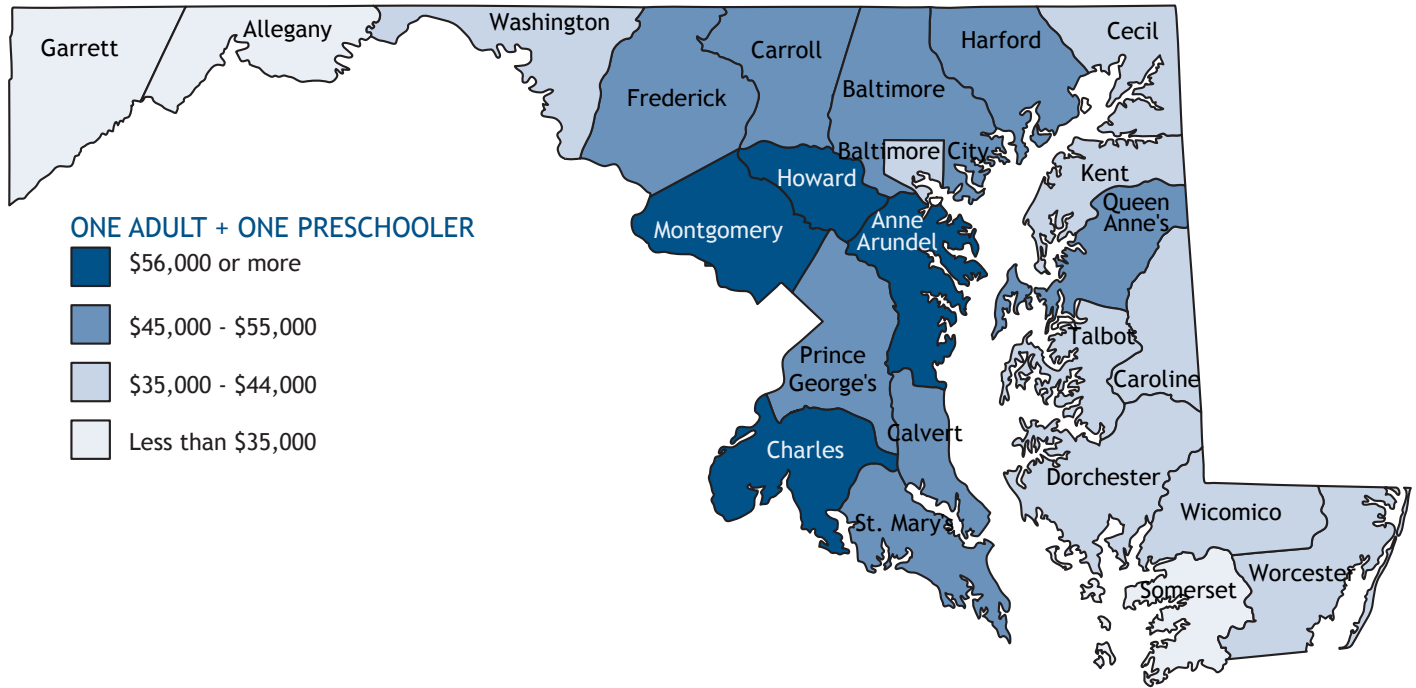 Garrett
Allegany
Washington
Frederick
Carroll
Baltimore
Harford
Cecil
Baltimore City
Howard
Montgomery
Anne
Arundel
Kent
Queen
Anne's
ONE ADULT + ONE PRESCHOOLER
$56,000 or more
$45,000 - $55,000
$35,000 - $44,000
Less than $35,000
Prince
George's
Talbot
Caroline
Charles
Calvert
Dorchester
St. Mary's
Wicomico
Somerset
Worcester